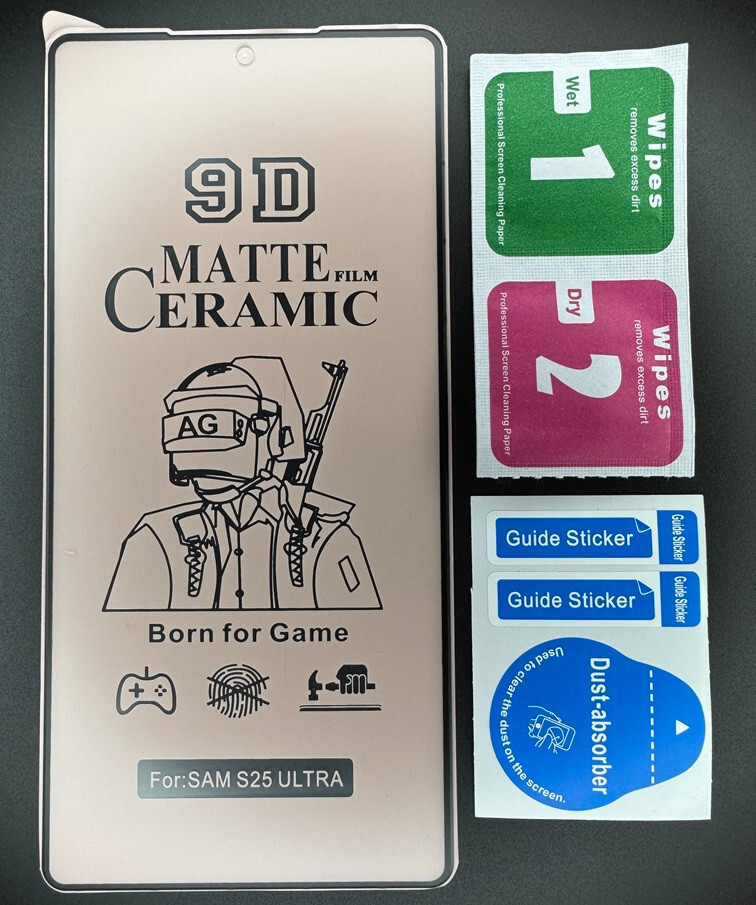 9D
MATTE FILM
CERAMIC
AG
Born for Game
For:SAM S25 ULTRA
Wipes
removes excess dirt
Wet
1
Professional Screen Cleaning Paper
Wipes
removes excess dirt
Dry
2
Professional Screen Cleaning Paper
Guide Sticker
Guide Sticker
Guide Sticker
Guide Sticker
Dust-absorber
Used to clear the dust on the screen.